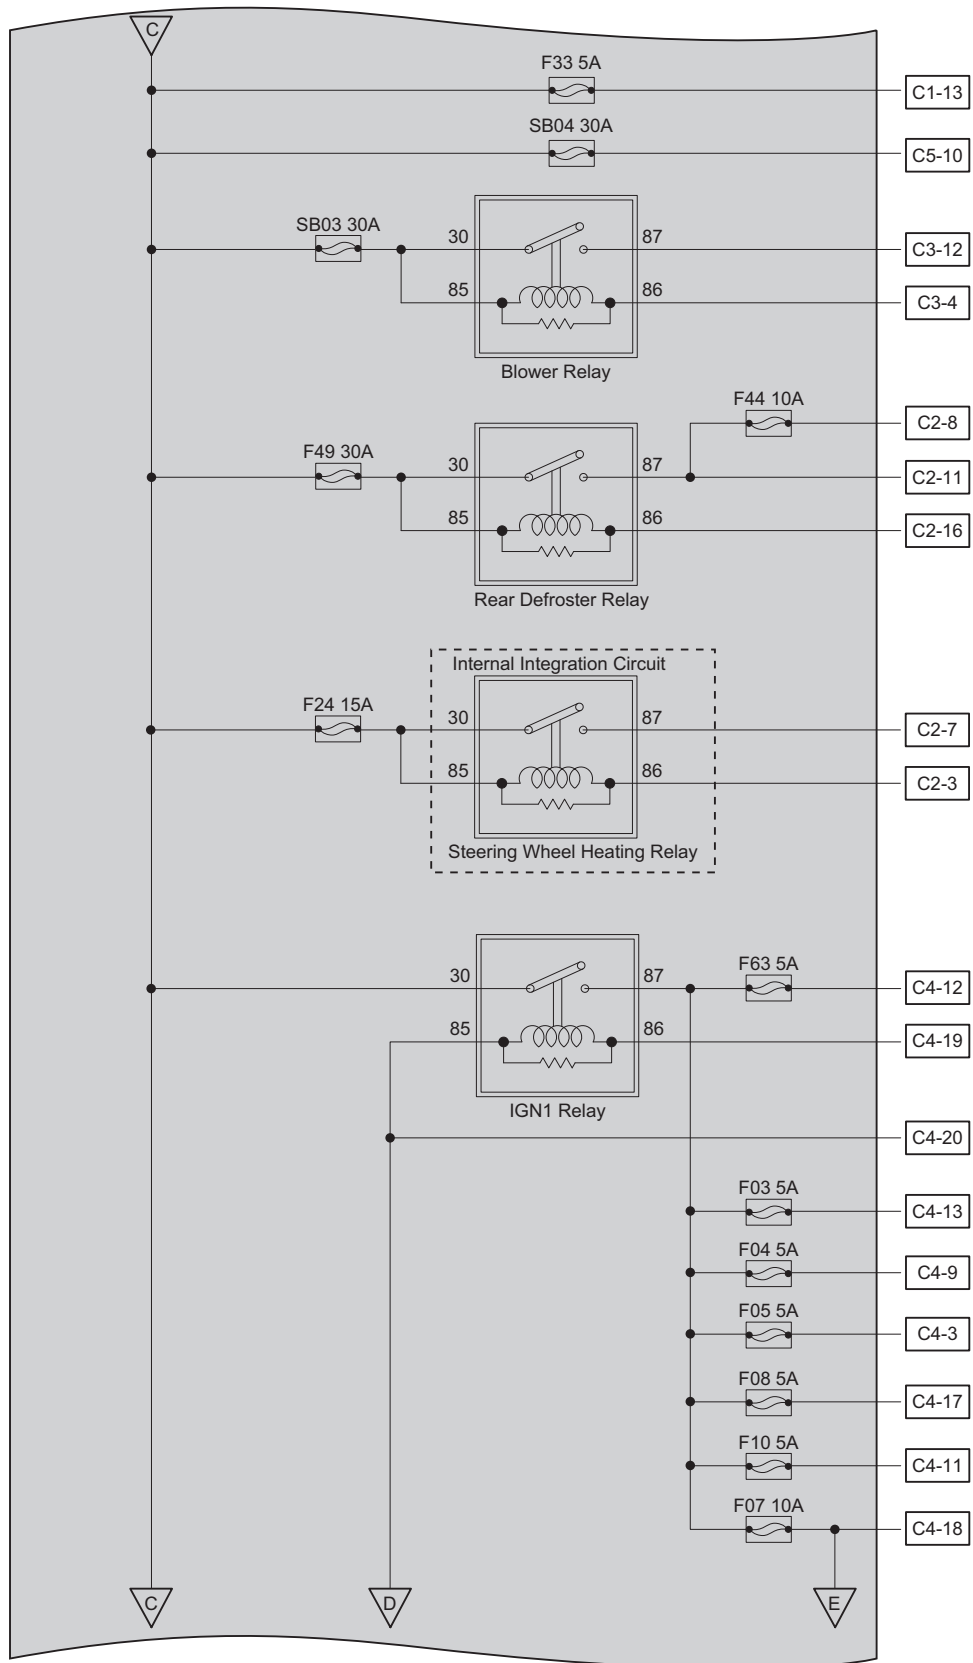 C
F33 5A
C1-13
SB04 30A
C5-10
SB03 30A
30
87
C3-12
85
86
C3-4
Blower Relay
F44 10A
C2-8
F49 30A
30
87
C2-11
85
86
C2-16
Rear Defroster Relay
Internal Integration Circuit
F24 15A
30
87
C2-7
85
86
C2-3
Steering Wheel Heating Relay
F63 5A
30
87
C4-12
85
86
C4-19
IGN1 Relay
C4-20
F03 5A
C4-13
F04 5A
C4-9
F05 5A
C4-3
F08 5A
C4-17
F10 5A
C4-11
F07 10A
C4-18
C
D
E